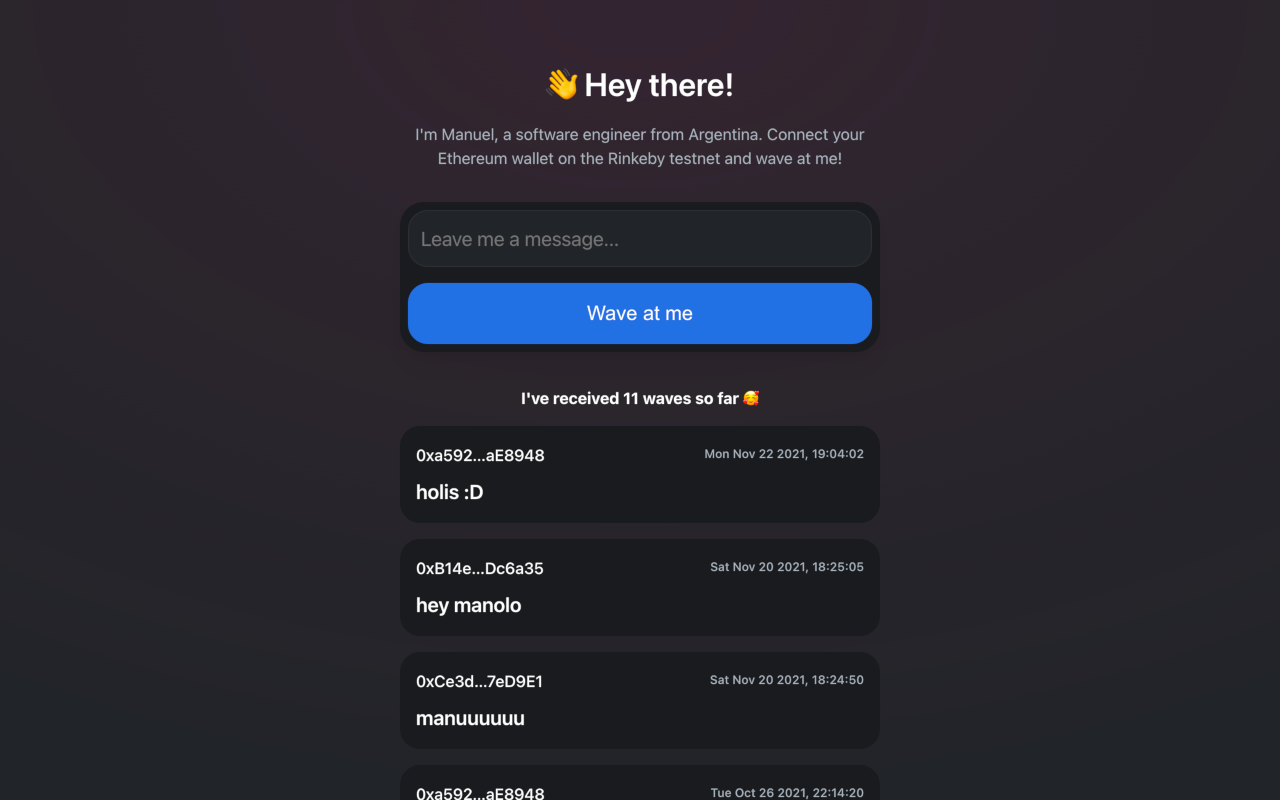 👋 Hey there!
I'm Manuel, a software engineer from Argentina. Connect your
Ethereum wallet on the Rinkeby testnet and wave at me!
Leave me a message...
Wave at me
I've received 11 waves so far 🥰
0xa592...aE8948 Mon Nov 22 2021, 19:04:02
holis :D
0xB14e...Dc6a35 Sat Nov 20 2021, 18:25:05
hey manolo
0xCe3d...7eD9E1 Sat Nov 20 2021, 18:24:50
manuuuuuu
0xa592...aE8948 Tue Oct 26 2021, 22:14:20